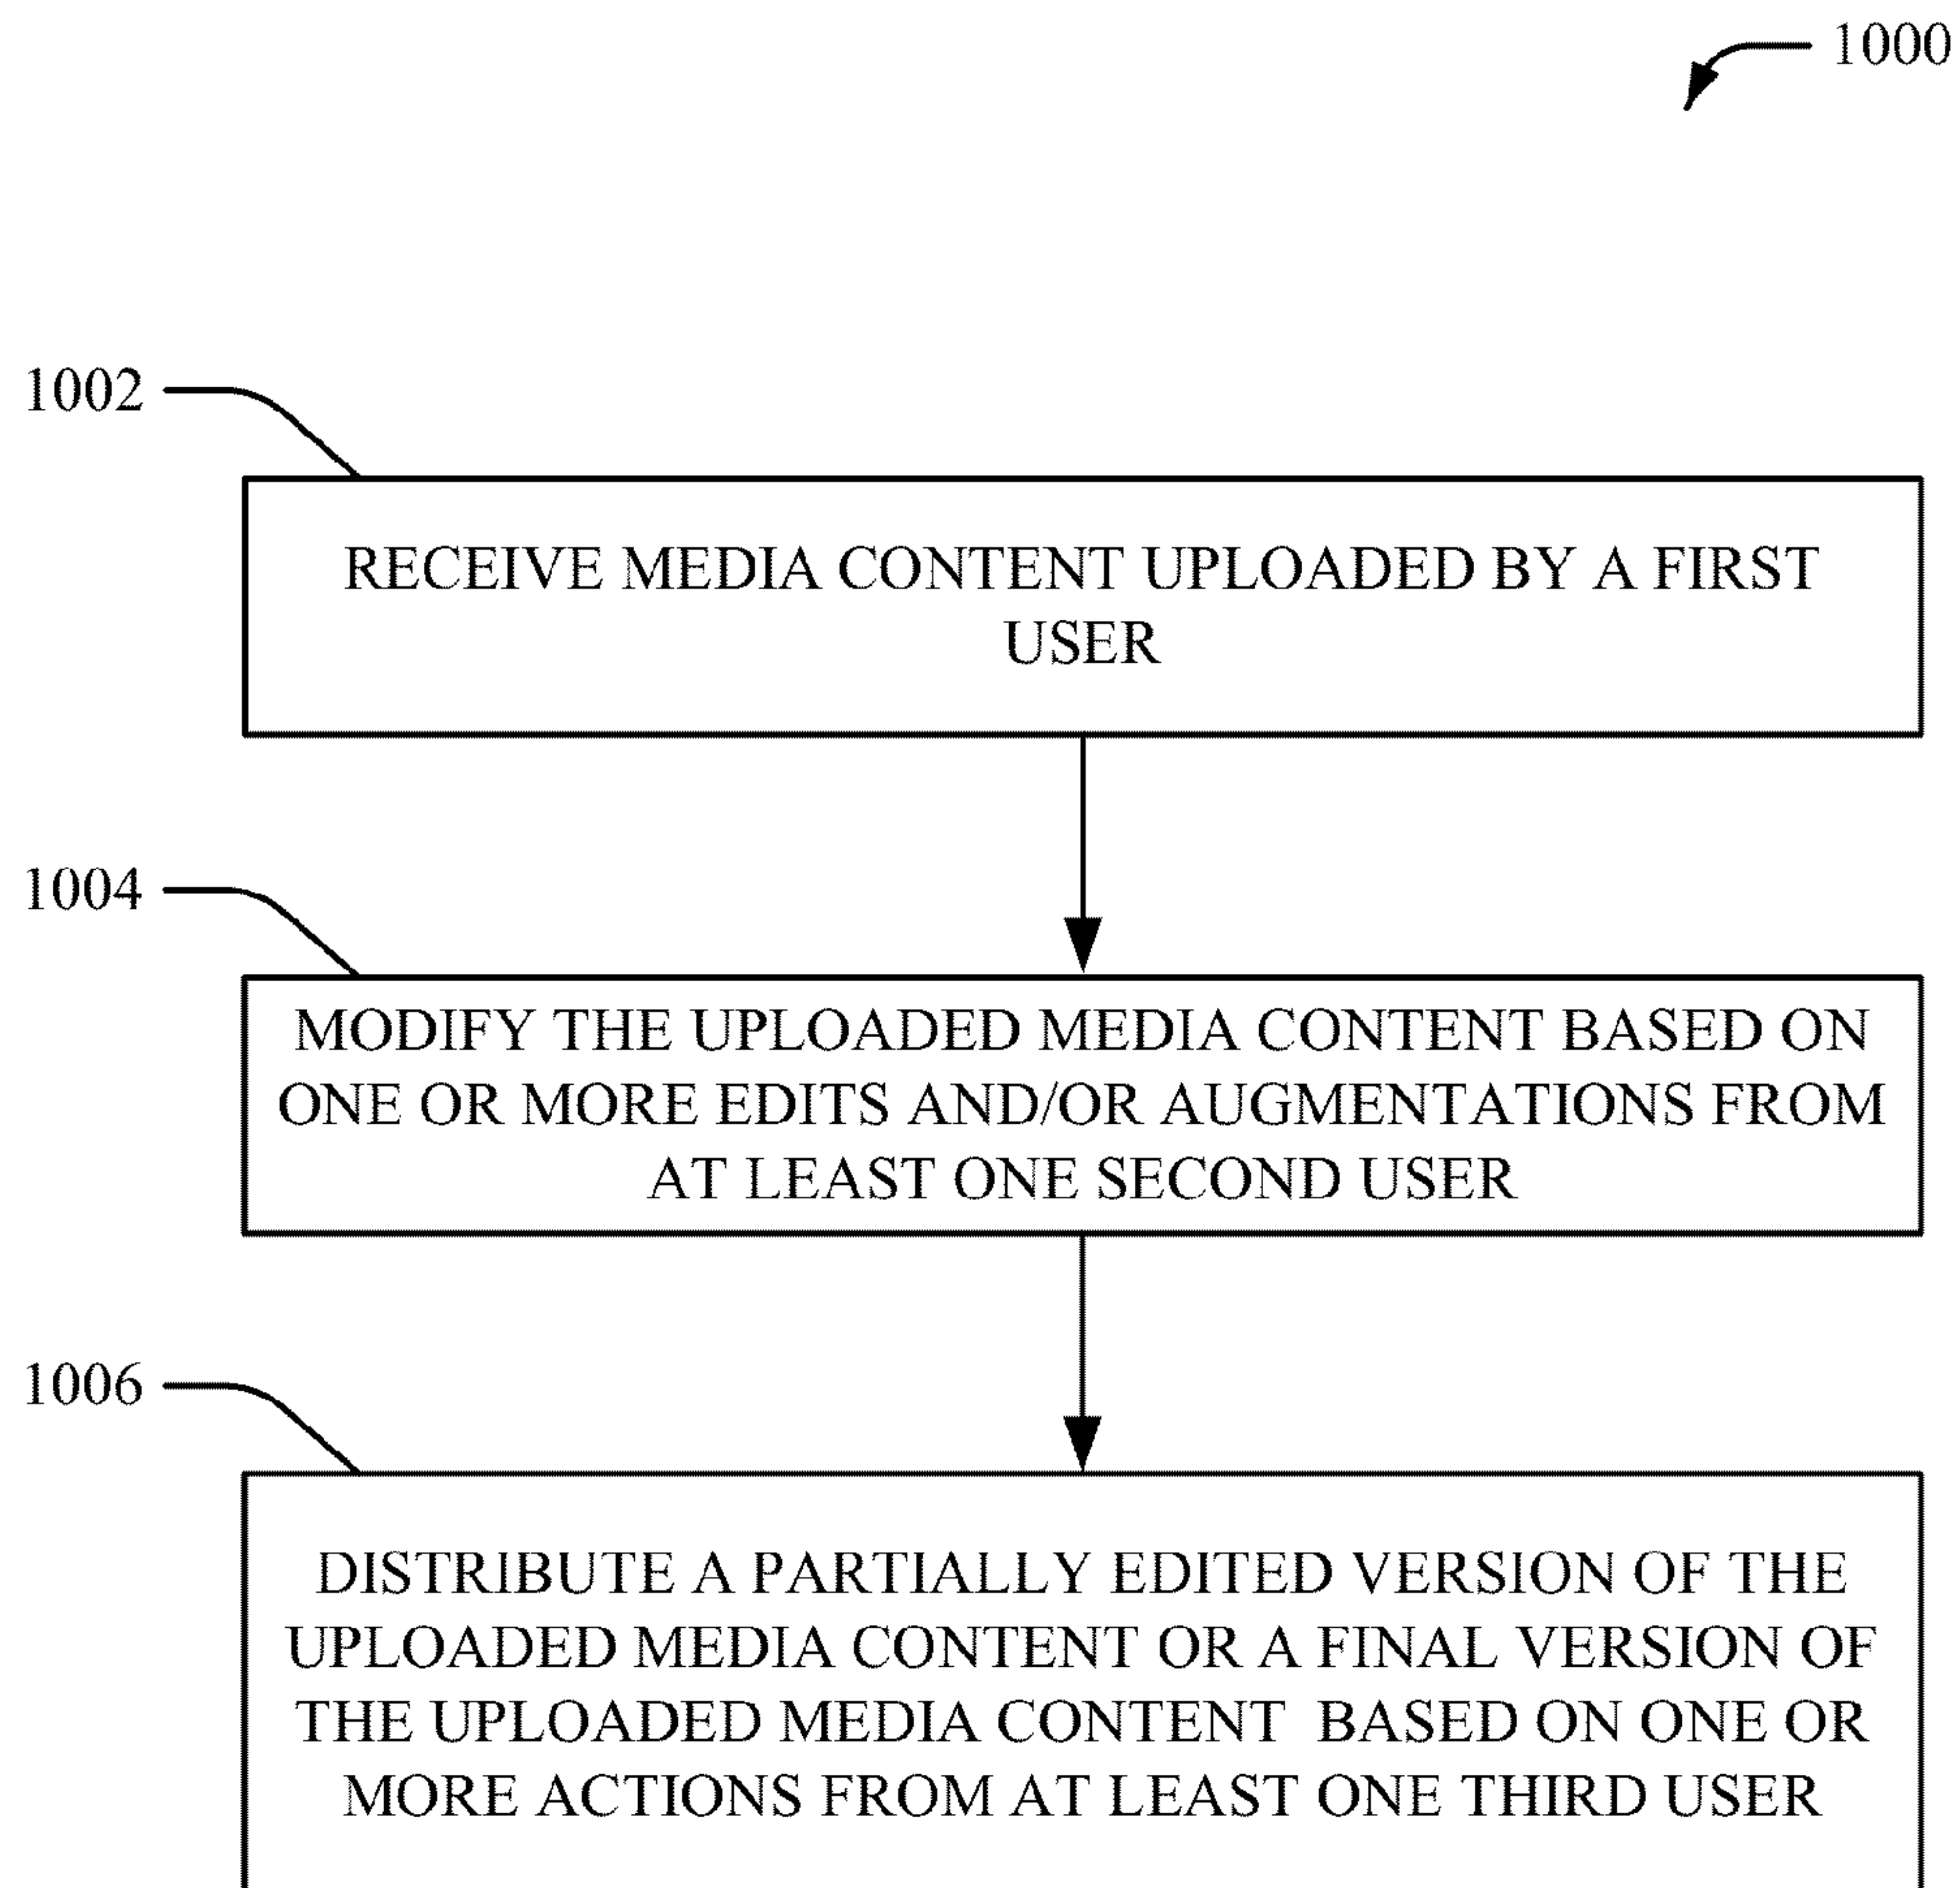 1000
1002
RECEIVE MEDIA CONTENT UPLOADED BY A FIRST
USER
1004
MODIFY THE UPLOADED MEDIA CONTENT BASED ON
ONE OR MORE EDITS AND/OR AUGMENTATIONS FROM
AT LEAST ONE SECOND USER
1006
DISTRIBUTE A PARTIALLY EDITED VERSION OF THE
UPLOADED MEDIA CONTENT OR A FINAL VERSION OF
THE UPLOADED MEDIA CONTENT BASED ON ONE OR
MORE ACTIONS FROM AT LEAST ONE THIRD USER